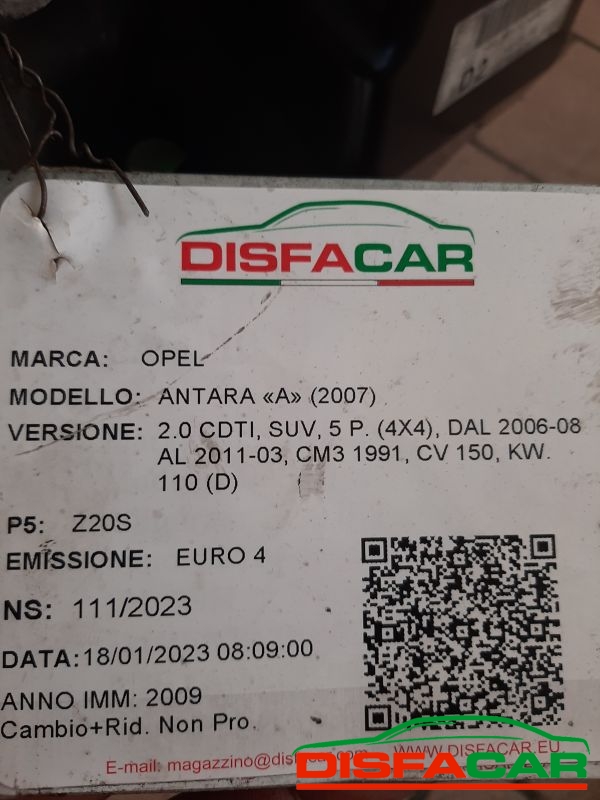 D2
DISFACAR
MARCA: OPEL
MODELLO: ANTARA «A» (2007)
VERSIONE: 2.0 CDTI, SUV, 5 P. (4X4), DAL 2006-08
AL 2011-03, CM3 1991, CV 150, KW.
110 (D)
P5: Z20S
EMISSIONE: EURO 4
NS: 111/2023
DATA:18/01/2023 08:09:00
ANNO IMM: 2009
Cambio+Rid. Non Pro.
E-mail: WWW.DISFACAR.EU
DISFACAR